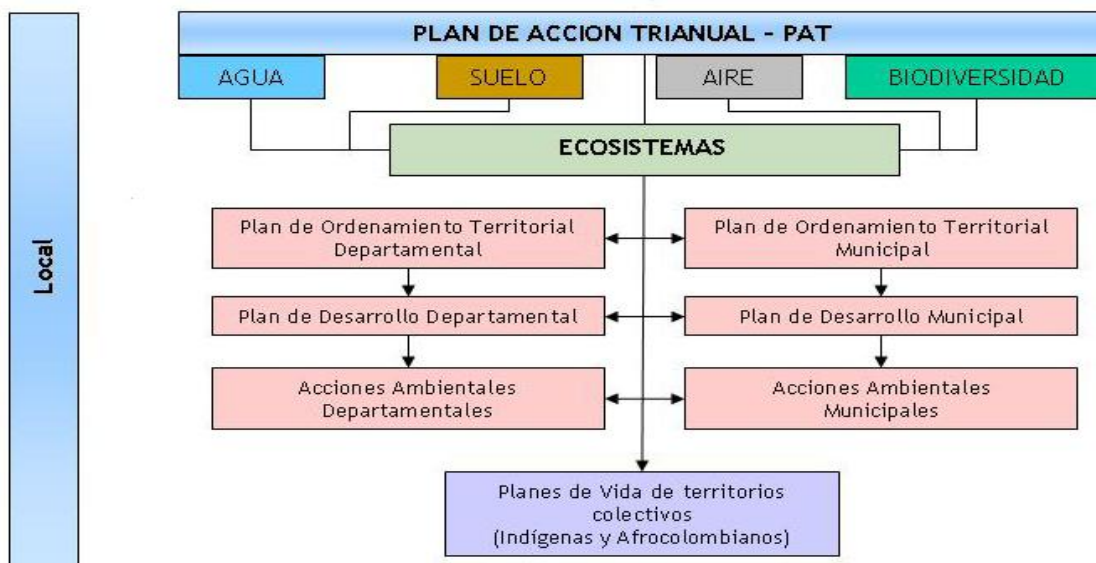 PLAN DE ACCION TRIANUAL - PAT
AGUA
SUELO
AIRE
BIODIVERSIDAD
ECOSISTEMAS
Local
Plan de Ordenamiento Territorial
Departamental
Plan de Ordenamiento Territorial
Municipal
Plan de Desarrollo Departamental
Plan de Desarrollo Municipal
Acciones Ambientales
Departamentales
Acciones Ambientales
Municipales
Planes de Vida de territorios
colectivos
(Indígenas y Afrocolombianos)